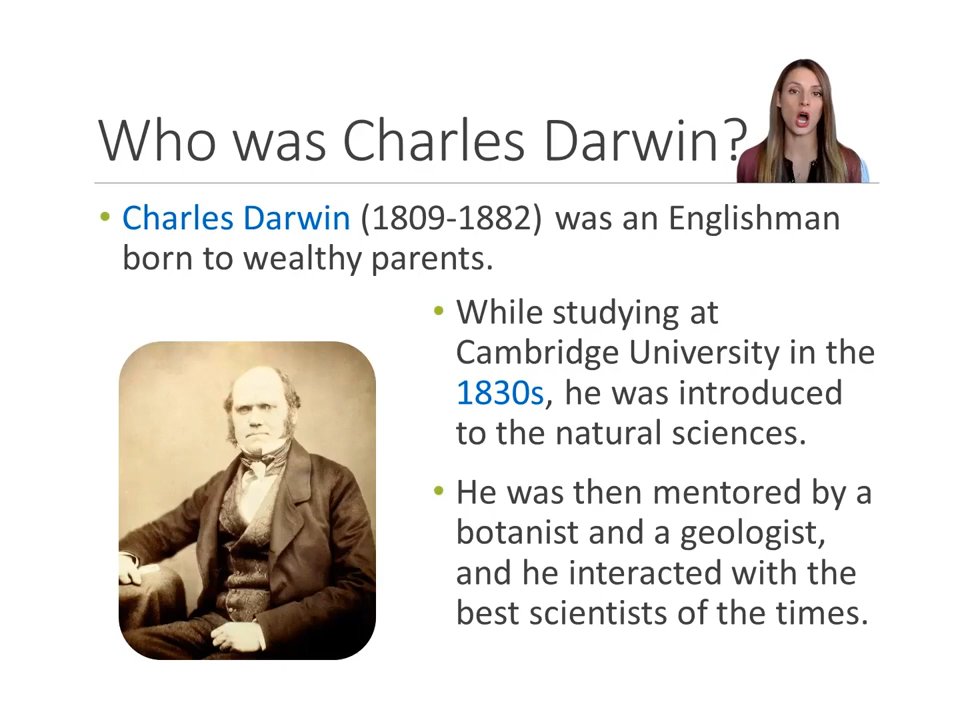 Who was Charles Darwin?
• Charles Darwin (1809-1882) was an Englishman
born to wealthy parents.
• While studying at
Cambridge University in the
1830s, he was introduced
to the natural sciences.
• He was then mentored by a
botanist and a geologist,
and he interacted with the
best scientists of the times.